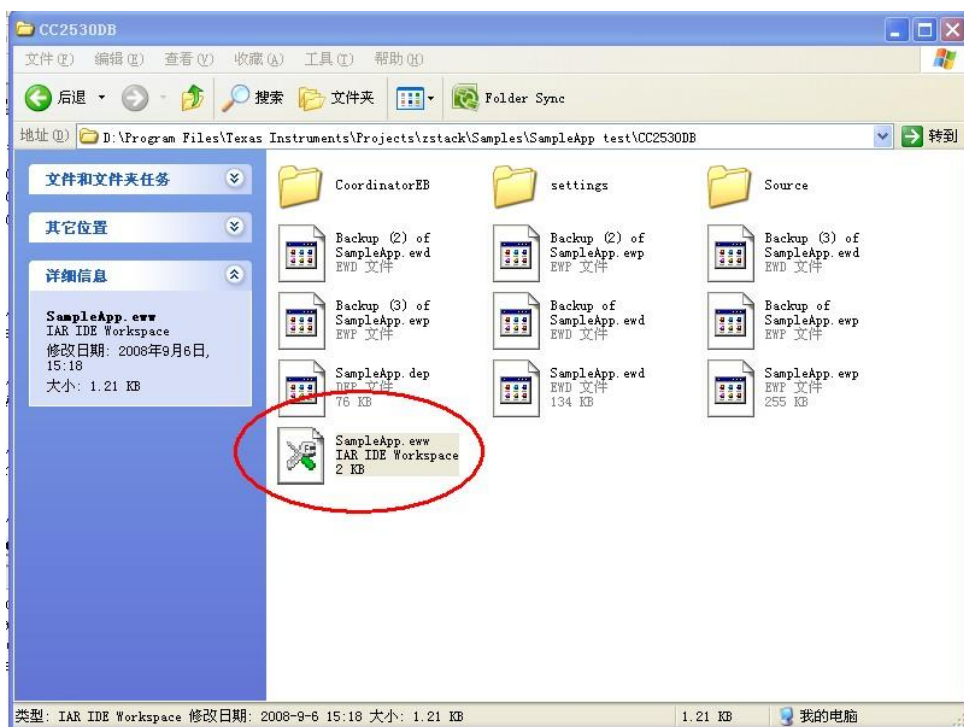 CC2530DB
文件(F) 编辑(E) 查看(V) 收藏(A) 工具(T) 帮助(H)
后退 搜索 文件夹 Folder Sync
地址(D) D:\Program Files\Texas Instruments\Projects\zstack\Samples\SampleApp test\CC2530DB 转到
文件和文件夹任务
其它位置
详细信息
SampleApp.eww
IAR IDE Workspace
修改日期: 2008年9月6日,
15:18
大小: 1.21 KB
CoordinatorEB
settings
Source
Backup (2) of
SampleApp.ewd
EWD 文件
Backup (2) of
SampleApp.ewp
EWP 文件
Backup (3) of
SampleApp.ewd
EWD 文件
Backup (3) of
SampleApp.ewp
EWP 文件
Backup of
SampleApp.ewd
EWD 文件
Backup of
SampleApp.ewp
EWP 文件
SampleApp.dep
DEP 文件
76 KB
SampleApp.ewd
EWD 文件
134 KB
SampleApp.ewp
EWP 文件
255 KB
SampleApp.eww
IAR IDE Workspace
2 KB
类型: IAR IDE Workspace 修改日期: 2008-9-6 15:18 大小: 1.21 KB 1.21 KB 我的电脑